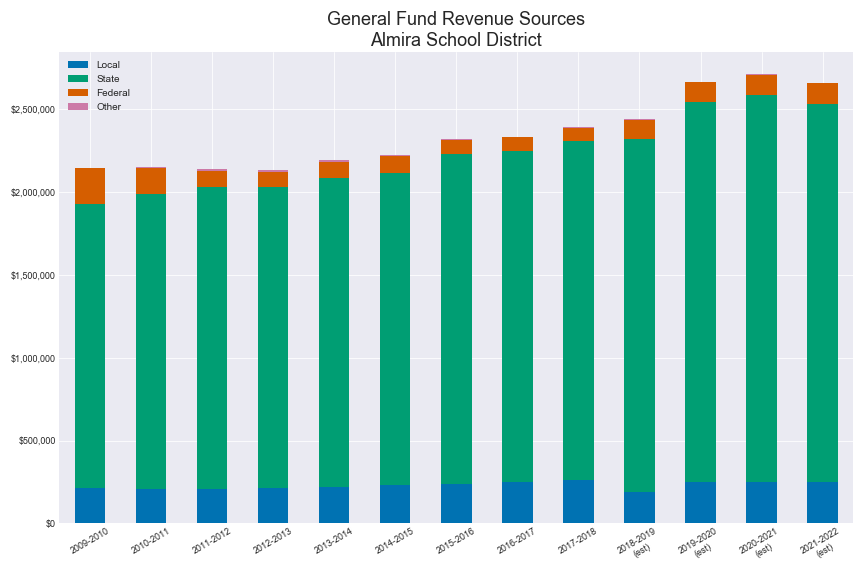 General Fund Revenue Sources
Almira School District
Local
State
Federal
Other
$2,500,000
$2,000,000
$1,500,000
$1,000,000
$500,000
$0
2009-2010
2010-2011
2011-2012
2012-2013
2013-2014
2014-2015
2015-2016
2016-2017
2017-2018
2018-2019
(est)
2019-2020
(est)
2020-2021
(est)
2021-2022
(est)